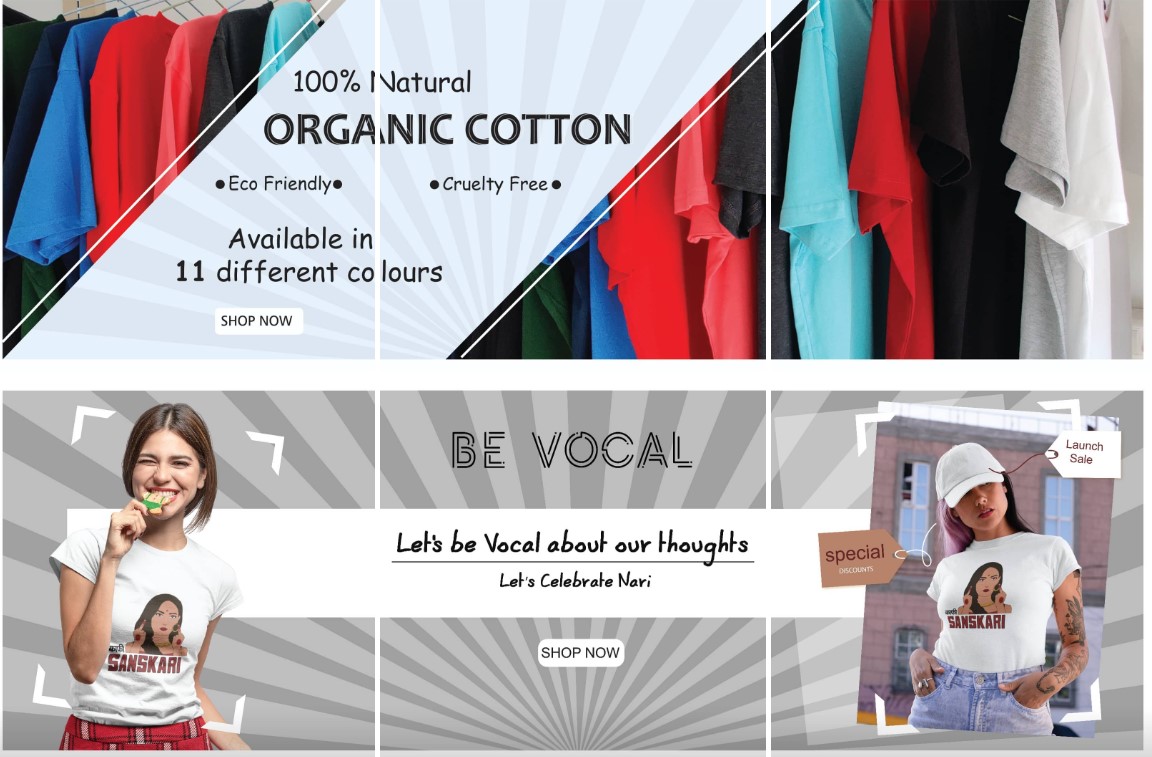 100% Natural
ORGANIC COTTON
•Eco Friendly• •Cruelty Free•
Available in
11 different colours
SHOP NOW
BE VOCAL
Let's be Vocal about our thoughts
Let's Celebrate Nari
SHOP NOW
SANSKARI
Launch
Sale
special
DISCOUNTS
SANSKARI